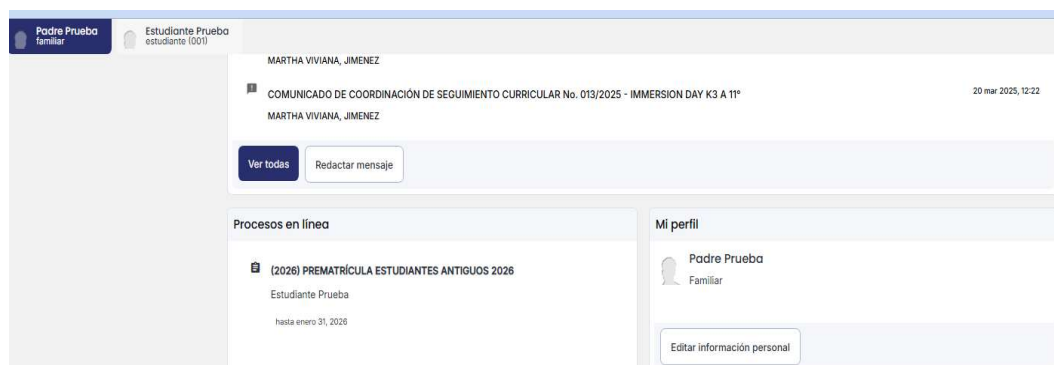 Padre Prueba
familiar
Estudiante Prueba
estudiante (001)
MARTHA VIVIANA, JIMENEZ
COMUNICADO DE COORDINACIÓN DE SEGUIMIENTO CURRICULAR No. 013/2025 - IMMERSION DAY K3 A 11°
20 mar 2025, 12:22
MARTHA VIVIANA, JIMENEZ
Ver todas
Redactar mensaje
Procesos en línea
(2026) PREMATRÍCULA ESTUDIANTES ANTIGUOS 2026
Estudiante Prueba
hasta enero 31, 2026
Mi perfil
Padre Prueba
Familiar
Editar información personal